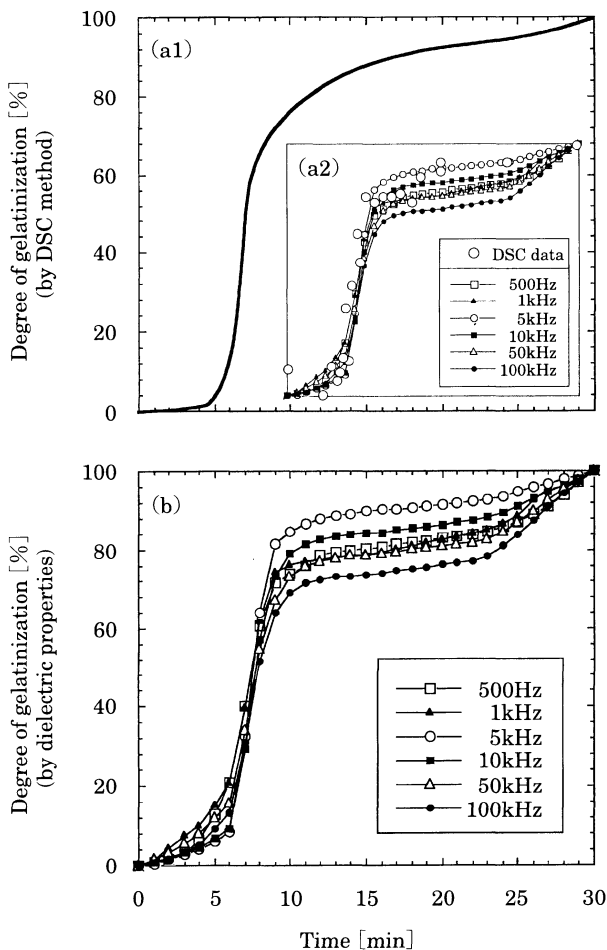 Degree of gelatinization [%]
(by DSC method)
100
80
60
40
20
0
(a1)
(a2)
DSC data
500Hz
1kHz
5kHz
10kHz
50kHz
100kHz
Degree of gelatinization [%]
(by dielectric properties)
100
80
60
40
20
0
(b)
500Hz
1kHz
5kHz
10kHz
50kHz
100kHz
0 5 10 15 20 25 30
Time [min]